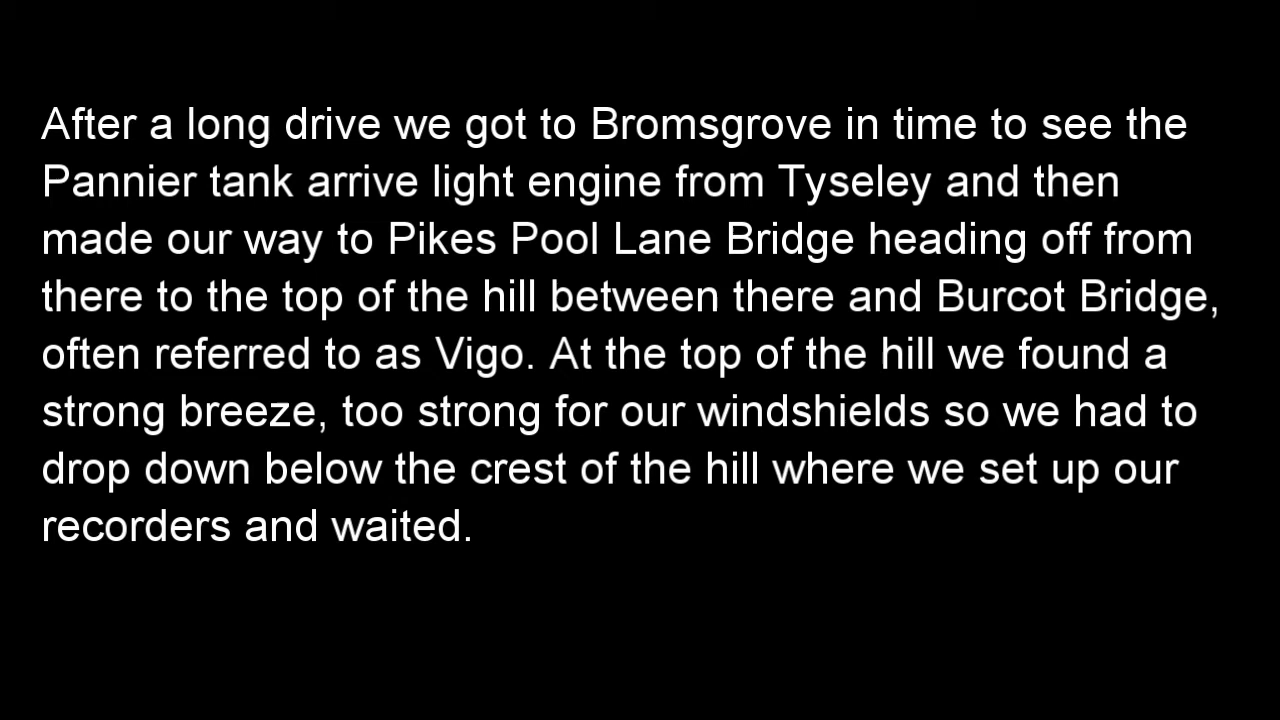 After a long drive we got to Bromsgrove in time to see the
Pannier tank arrive light engine from Tyseley and then
made our way to Pikes Pool Lane Bridge heading off from
there to the top of the hill between there and Burcot Bridge,
often referred to as Vigo. At the top of the hill we found a
strong breeze, too strong for our windshields so we had to
drop down below the crest of the hill where we set up our
recorders and waited.